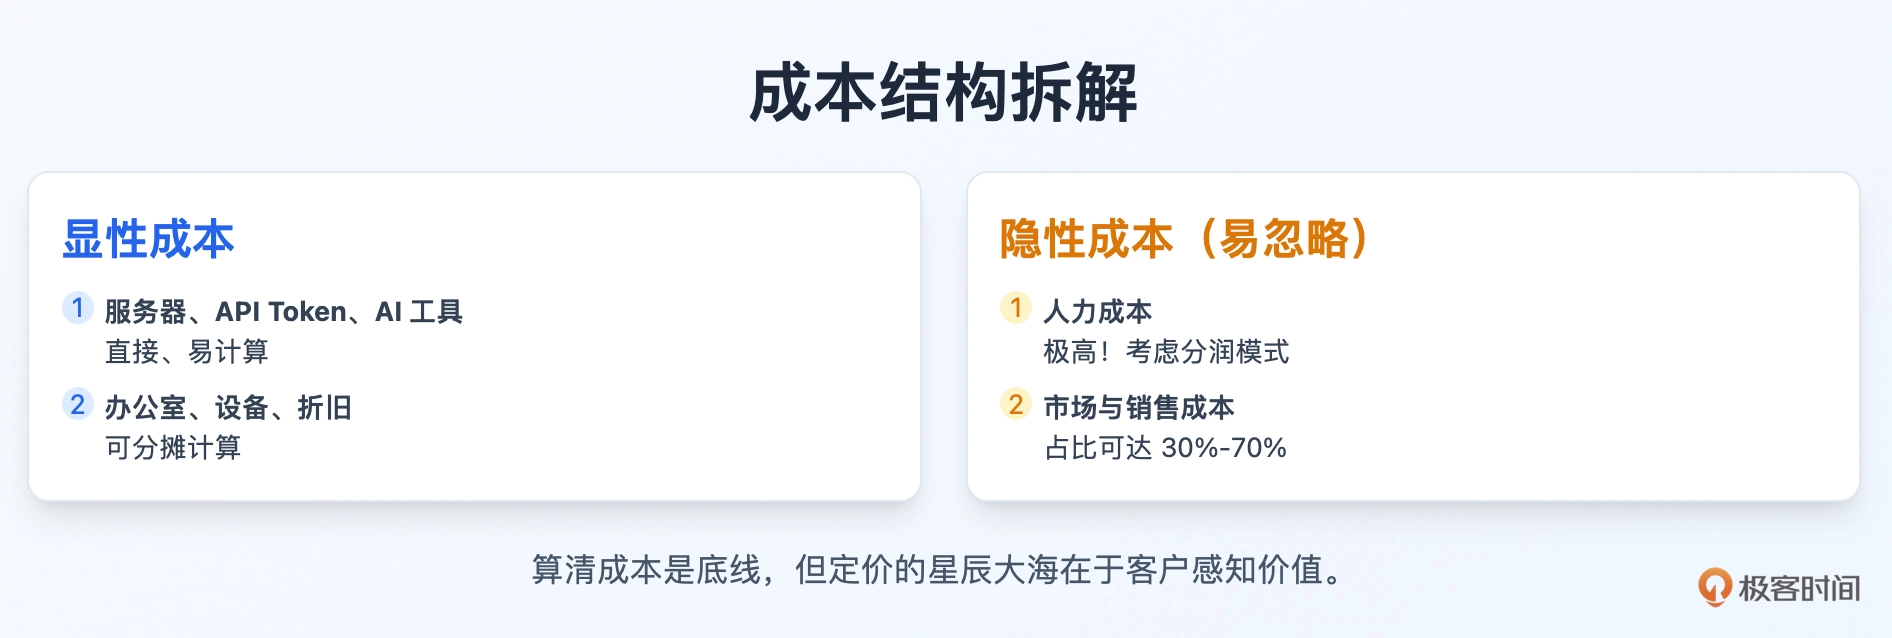 成本结构拆解
显性成本
1 服务器、API Token、AI 工具
直接、易计算
2 办公室、设备、折旧
可分摊计算
隐性成本（易忽略）
1 人力成本
极高！考虑分润模式
2 市场与销售成本
占比可达 30%-70%
算清成本是底线，但定价的星辰大海在于客户感知价值。
极客时间